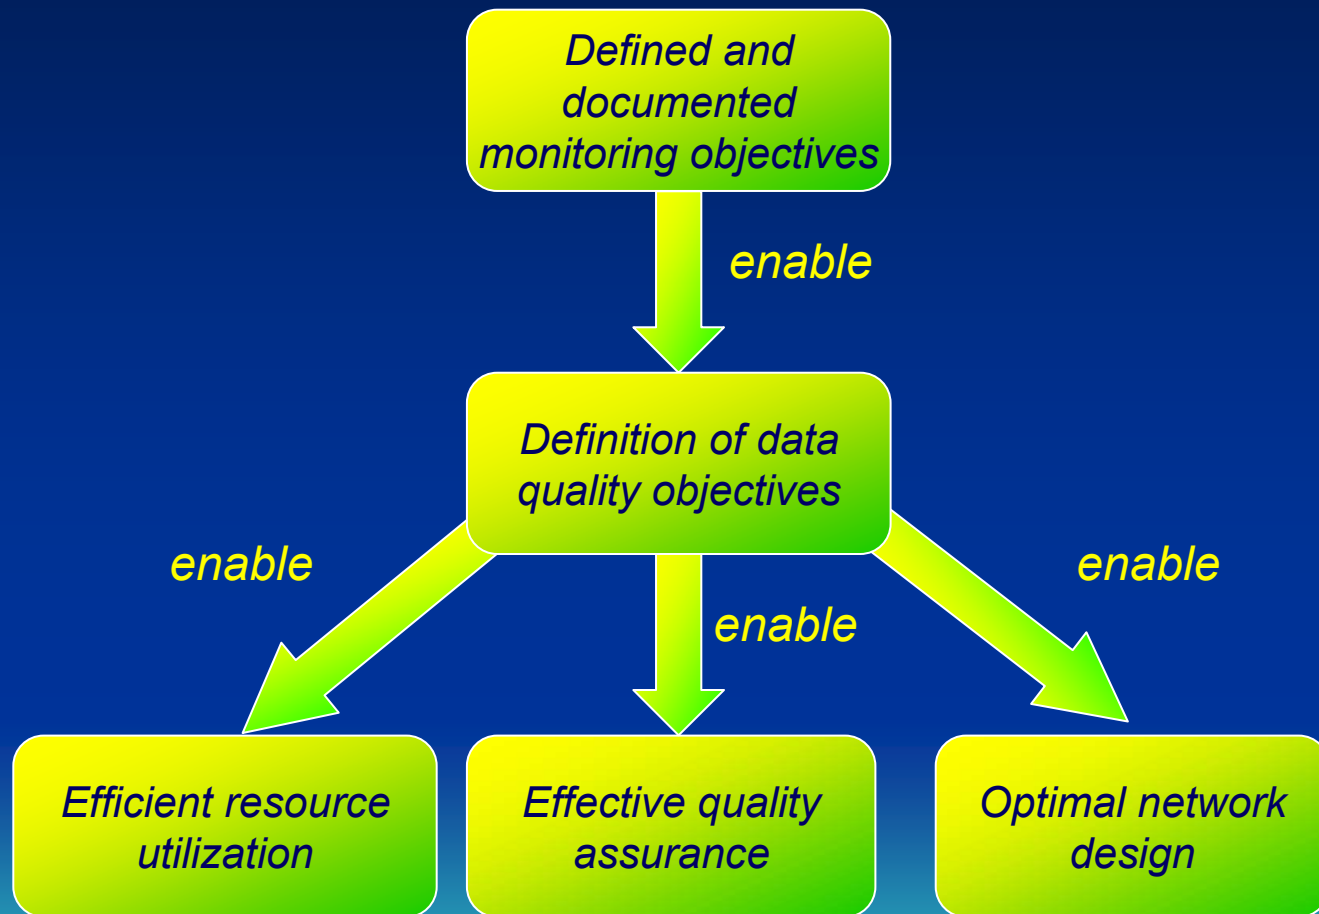 Defined and
documented
monitoring objectives
enable
Definition of data
quality objectives
enable
enable
enable
Efficient resource
utilization
Effective quality
assurance
Optimal network
design